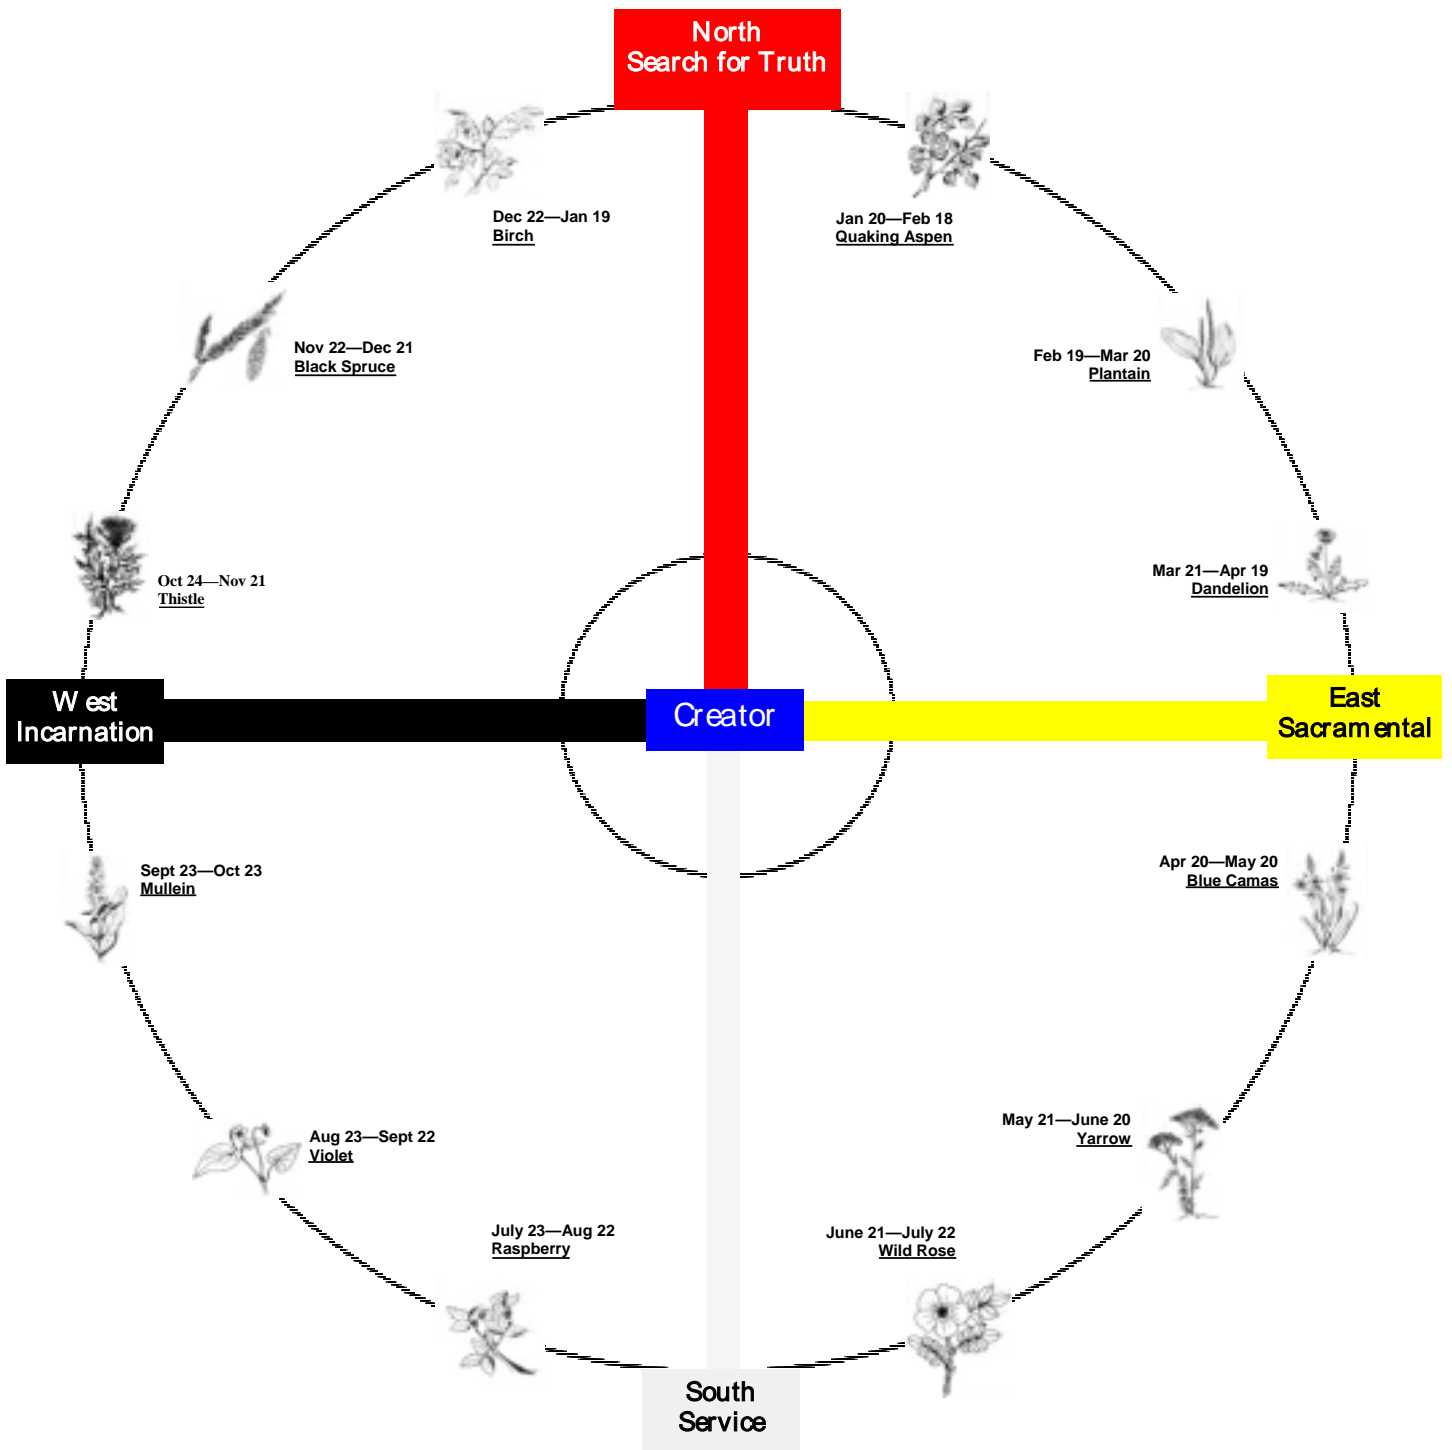 North
Search for Truth
Dec 22—Jan 19
Birch
Jan 20—Feb 18
Quaking Aspen
Nov 22—Dec 21
Black Spruce
Feb 19—Mar 20
Plantain
Oct 24—Nov 21
Thistle
Mar 21—Apr 19
Dandelion
West
Incarnation
Creator
East
Sacramental
Sept 23—Oct 23
Mullein
Apr 20—May 20
Blue Camas
Aug 23—Sept 22
Violet
May 21—June 20
Yarrow
July 23—Aug 22
Raspberry
June 21—July 22
Wild Rose
South
Service